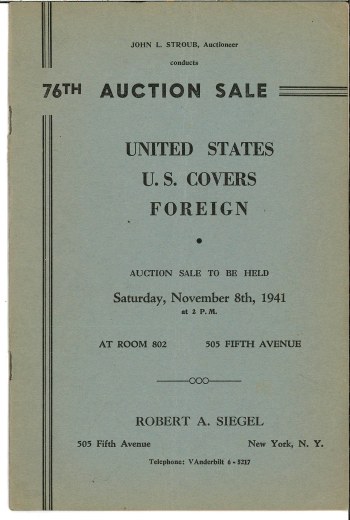 JOHN L. STROUB, Auctioneer
conducts
76TH AUCTION SALE
UNITED STATES
U. S. COVERS
FOREIGN
AUCTION SALE TO BE HELD
Saturday, November 8th, 1941
at 2 P. M.
AT ROOM 802 505 FIFTH AVENUE
ROBERT A. SIEGEL
505 Fifth Avenue New York, N. Y.
Telephone: VAnderbilt 6-5217